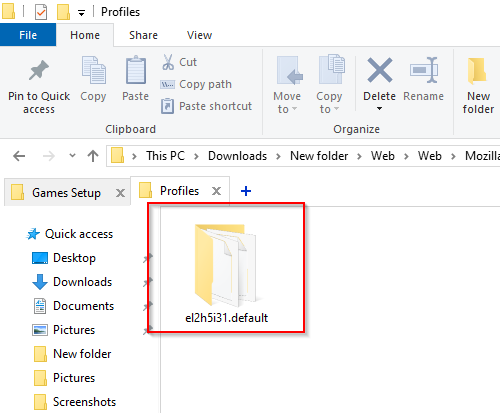 Profiles
File Home Share View
Pin to Quick access
Copy
Paste
Cut
Copy path
Paste shortcut
Move to
Copy to
Delete
Rename
New folder
Clipboard
Organize
This PC > Downloads > New folder > Web > Web >
Games Setup
Profiles
Quick access
Desktop
Downloads
Documents
Pictures
New folder
Pictures
Screenshots
el2h5i31.default